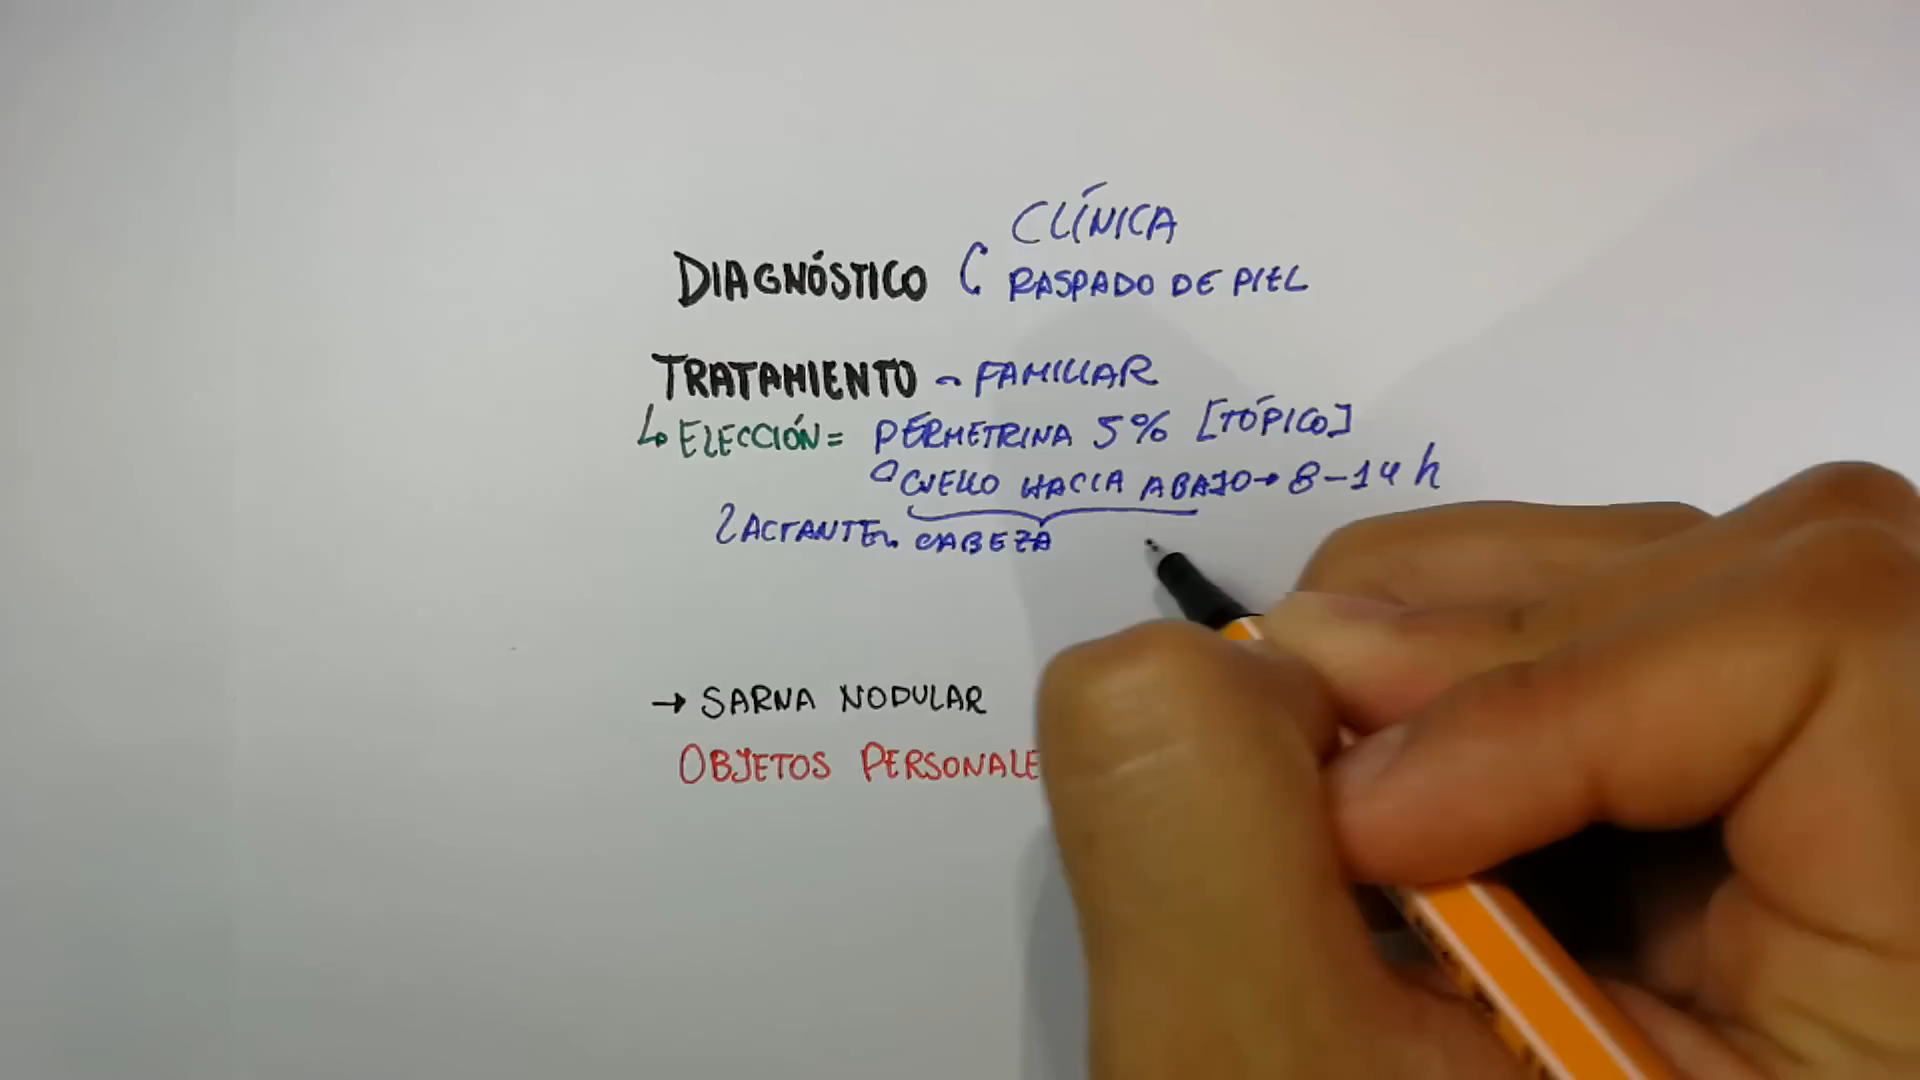 CLÍNICA
DIAGNÓSTICO RASPADO DE PIEL
TRATAMIENTO - FAMILIAR
ELECCIÓN = PERMETRINA 5% [TÓPICO]
CUELLO HACIA ABAJO → 8-14 h
LACTANTE CABEZA
→ SARNA NODULAR
OBJETOS PERSONALE